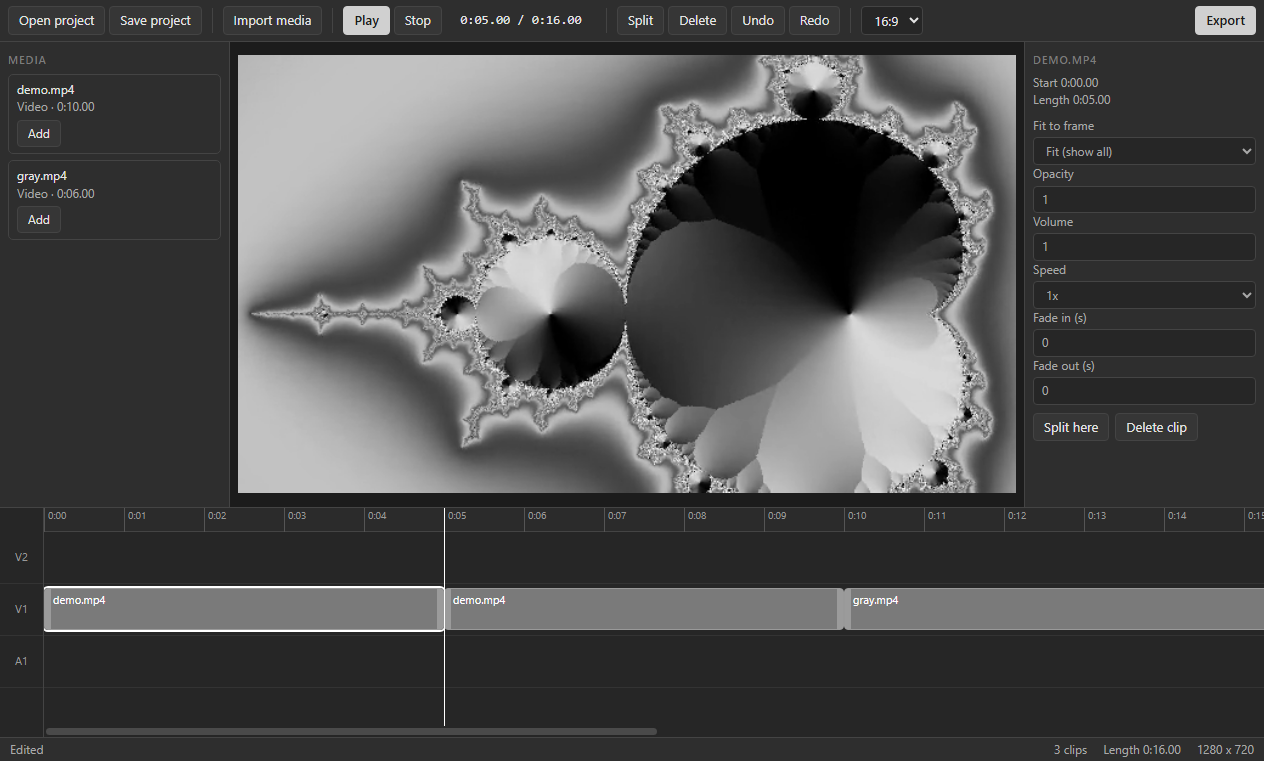 Open project Save project Import media Play Stop 0:05.00 / 0:16.00 Split Delete Undo Redo 16:9 Export
MEDIA
demo.mp4
Video · 0:10.00
Add
gray.mp4
Video · 0:06.00
Add
DEMO.MP4
Start 0:00.00
Length 0:05.00
Fit to frame
Fit (show all)
Opacity
1
Volume
1
Speed
1x
Fade in (s)
0
Fade out (s)
0
Split here Delete clip
0:00 0:01 0:02 0:03 0:04 0:05 0:06 0:07 0:08 0:09 0:10 0:11 0:12 0:13 0:14 0:15
V2
V1 demo.mp4 demo.mp4 gray.mp4
A1
Edited 3 clips Length 0:16.00 1280 x 720